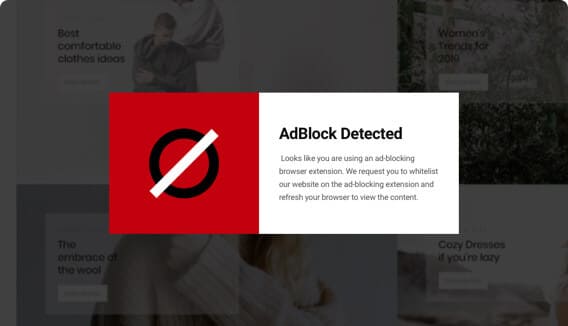 Best
comfortable
clothes ideas
Women's
Trends for
2019
AdBlock Detected
Looks like you are using an ad-blocking
browser extension. We request you to whitelist
our website on the ad-blocking extension and
refresh your browser to view the content.
The
embrace of
the wool
Cozy Dresses
if you're lazy